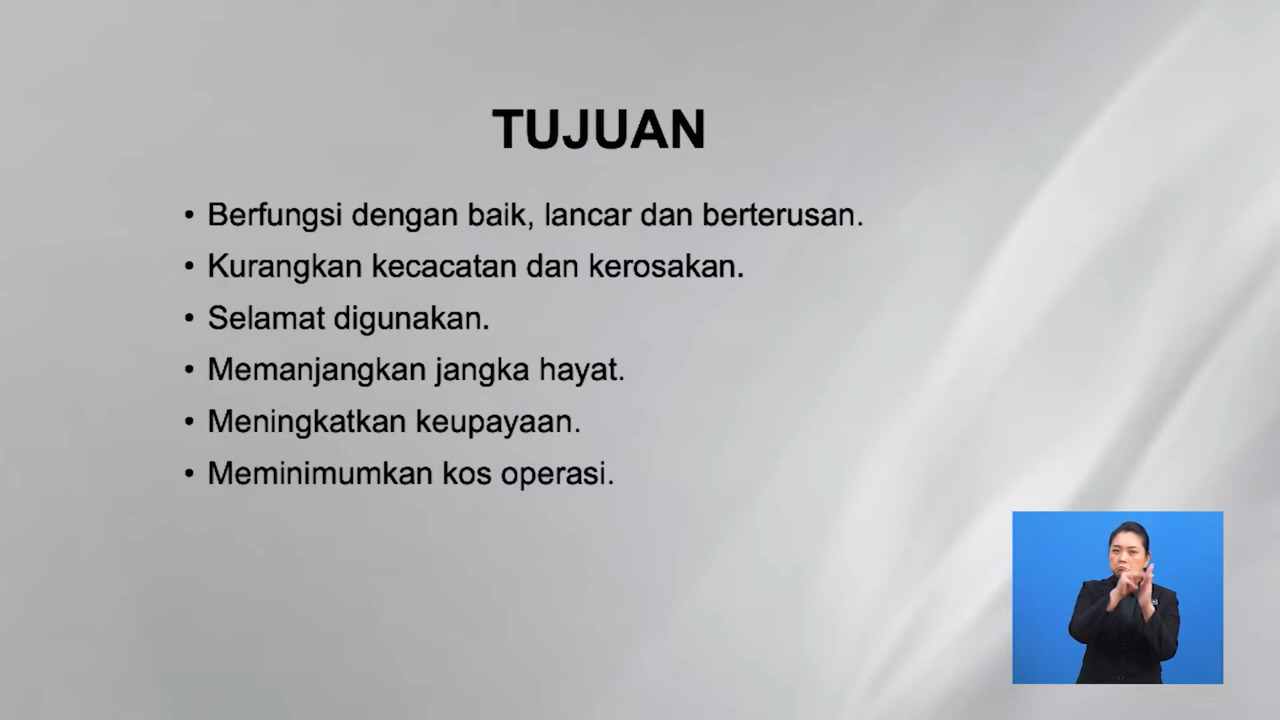 TUJUAN
• Berfungsi dengan baik, lancar dan berterusan.
• Kurangkan kecacatan dan kerosakan.
• Selamat digunakan.
• Memanjangkan jangka hayat.
• Meningkatkan keupayaan.
• Meminimumkan kos operasi.